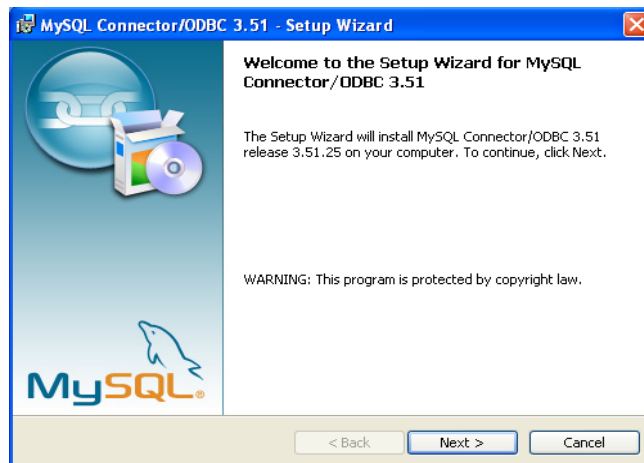 MySQL Connector/ODBC 3.51 - Setup Wizard
Welcome to the Setup Wizard for MySQL
Connector/ODBC 3.51
The Setup Wizard will install MySQL Connector/ODBC 3.51
release 3.51.25 on your computer. To continue, click Next.
WARNING: This program is protected by copyright law.
MySQL®
< Back
Next >
Cancel